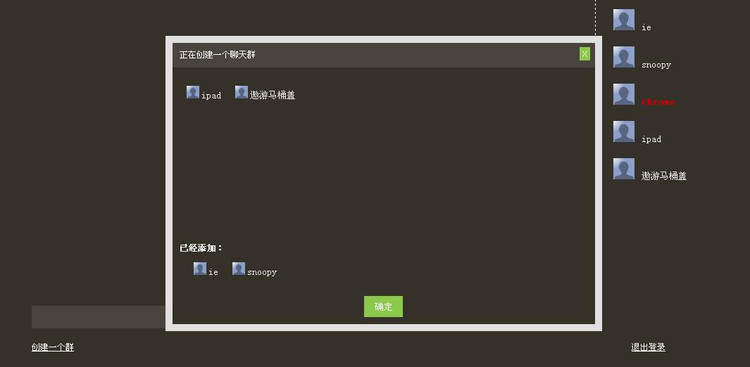 正在创建一个聊天群
X
ipad 遨游马桶盖
已经添加：
ie snoopy
确定
ie
snoopy
chrome
ipad
遨游马桶盖
创建一个群
退出登录